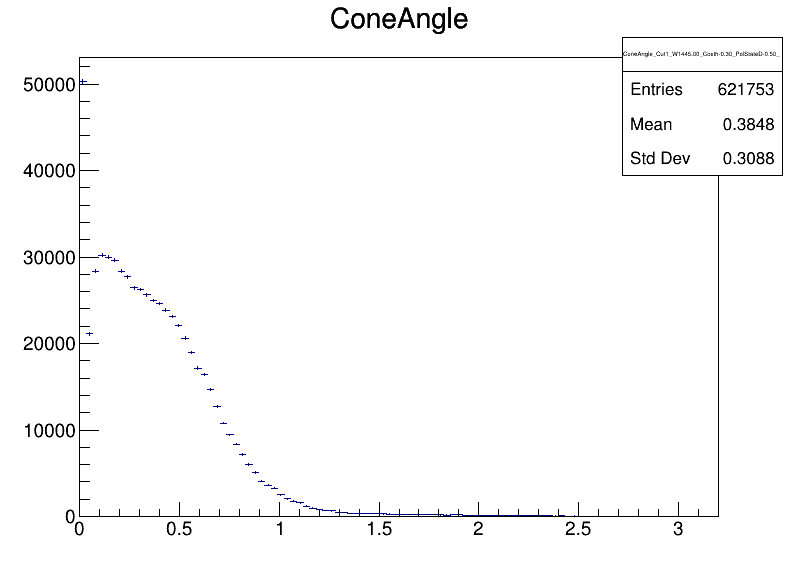 ConeAngle
ConeAngle_Cut1_W1445.00_Costh-0.30_PolStateD-0.50_
Entries 621753
Mean 0.3848
Std Dev 0.3088
50000
40000
30000
20000
10000
0
0 0.5 1 1.5 2 2.5 3